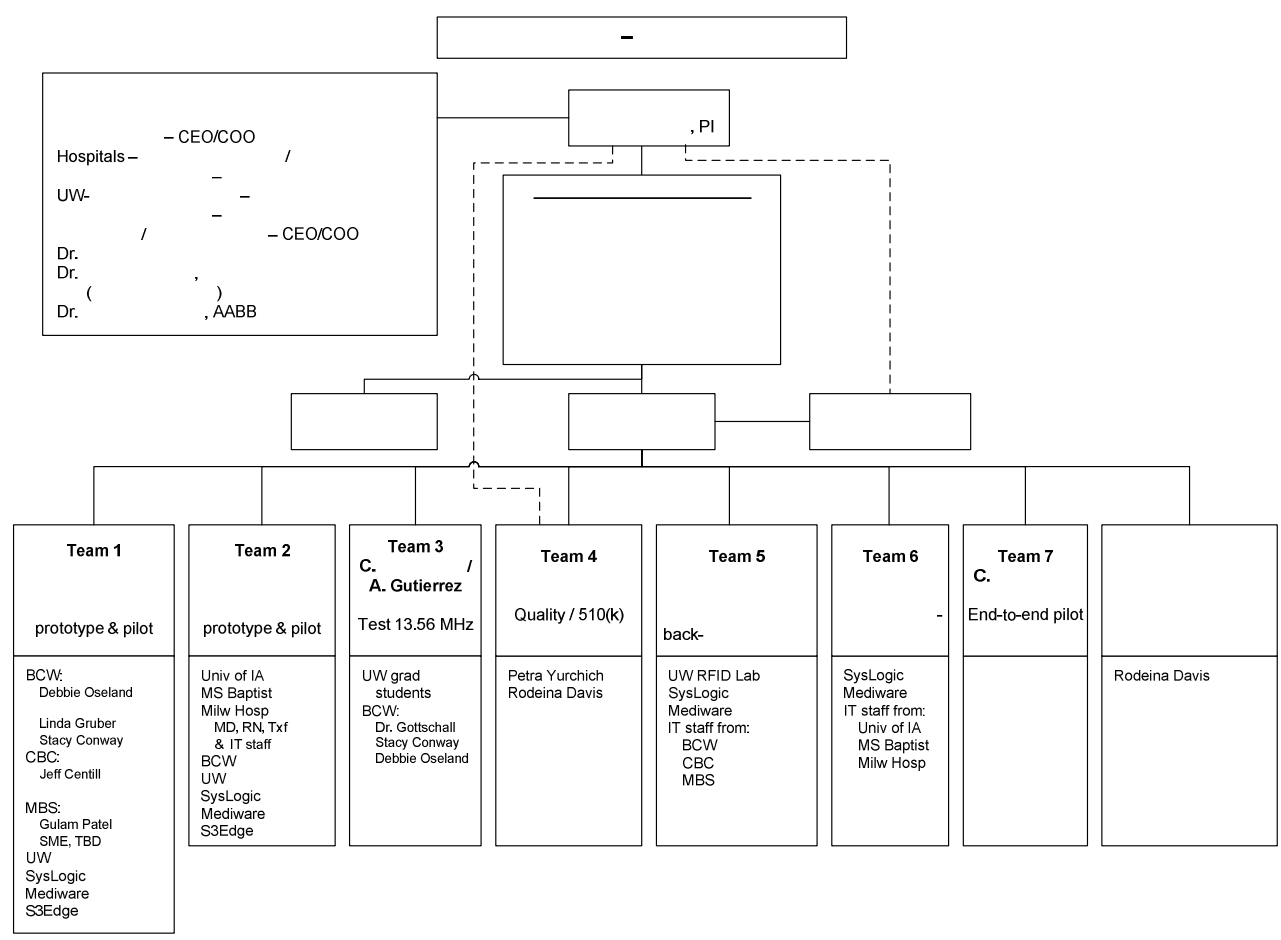 –
– CEO/COO
Hospitals – /
–
UW- –
–
/ – CEO/COO
Dr.
Dr. ,
( )
Dr. , AABB
, PI
Team 1
prototype & pilot
BCW:
Debbie Oseland
Linda Gruber
Stacy Conway
CBC:
Jeff Centill
MBS:
Gulam Patel
SME, TBD
UW
SysLogic
Mediware
S3Edge
Team 2
prototype & pilot
Univ of IA
MS Baptist
Milw Hosp
MD, RN, Txf
& IT staff
BCW
UW
SysLogic
Mediware
S3Edge
Team 3
C. /
A. Gutierrez
Test 13.56 MHz
UW grad
students
BCW:
Dr. Gottschall
Stacy Conway
Debbie Oseland
Team 4
Quality / 510(k)
Petra Yurchich
Rodeina Davis
Team 5
back-
UW RFID Lab
SysLogic
Mediware
IT staff from:
BCW
CBC
MBS
Team 6
-
SysLogic
Mediware
IT staff from:
Univ of IA
MS Baptist
Milw Hosp
Team 7
C.
End-to-end pilot
Rodeina Davis